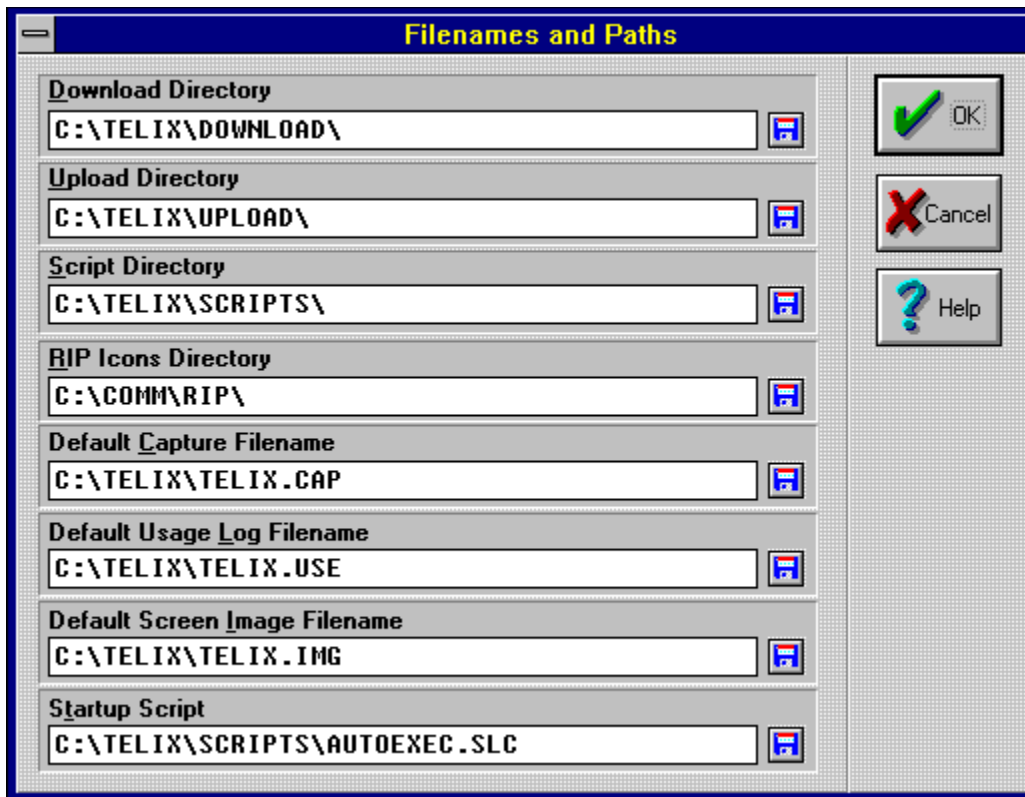 Filenames and Paths
Download Directory
C:\TELIX\DOWNLOAD\
Upload Directory
C:\TELIX\UPLOAD\
Script Directory
C:\TELIX\SCRIPTS\
RIP Icons Directory
C:\COMM\RIP\
Default Capture Filename
C:\TELIX\TELIX.CAP
Default Usage Log Filename
C:\TELIX\TELIX.USE
Default Screen Image Filename
C:\TELIX\TELIX.IMG
Startup Script
C:\TELIX\SCRIPTS\AUTOEXEC.SLC
OK
Cancel
Help